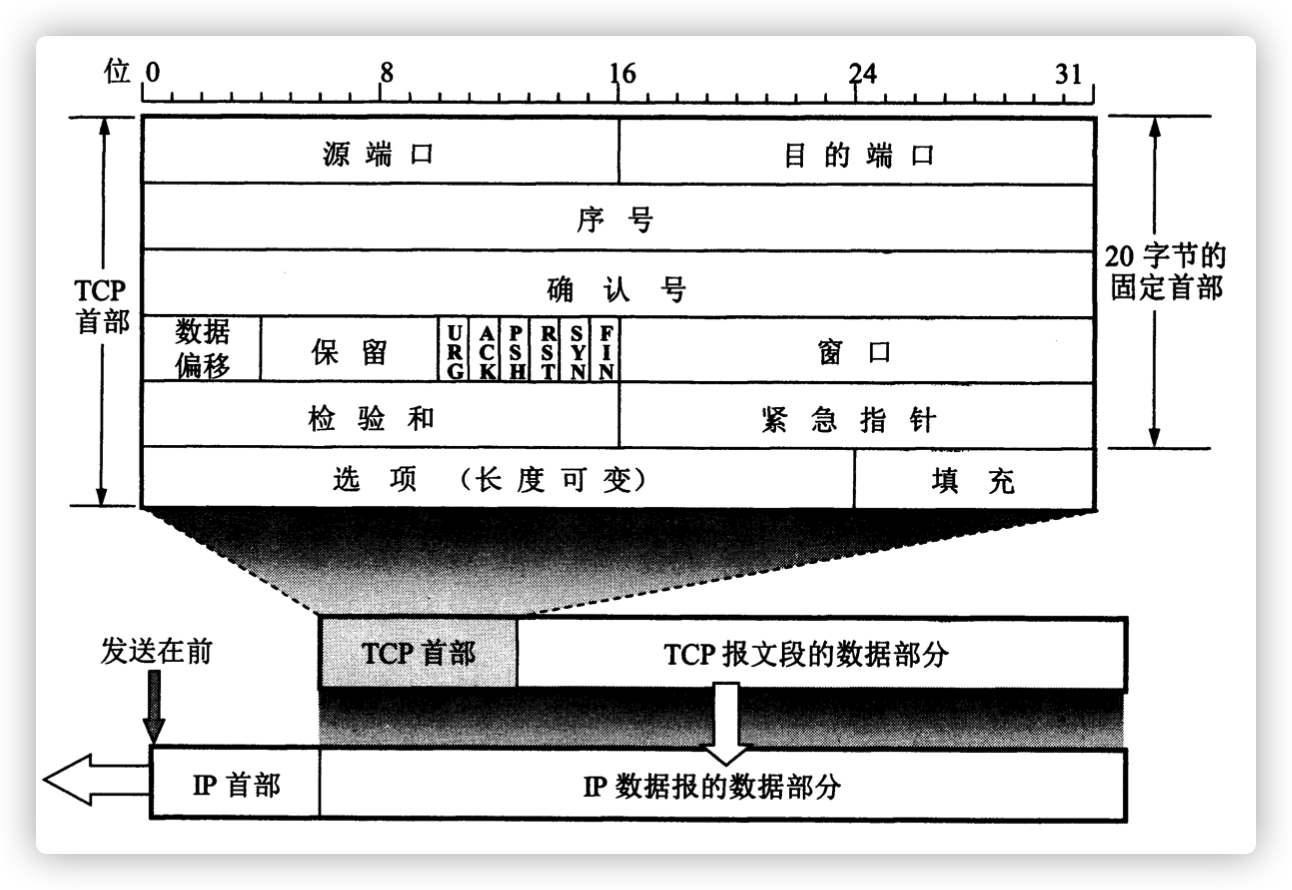 位 0 8 16 24 31
源端口 目的端口
序号
确认号
20 字节的
固定首部
TCP
首部
数据
偏移
保留
URG
ACK
PSH
RST
SYN
FIN
窗口
检验和 紧急指针
选项 （长度可变） 填充
TCP 首部 TCP 报文段的数据部分
发送在前
IP 首部 IP 数据报的数据部分